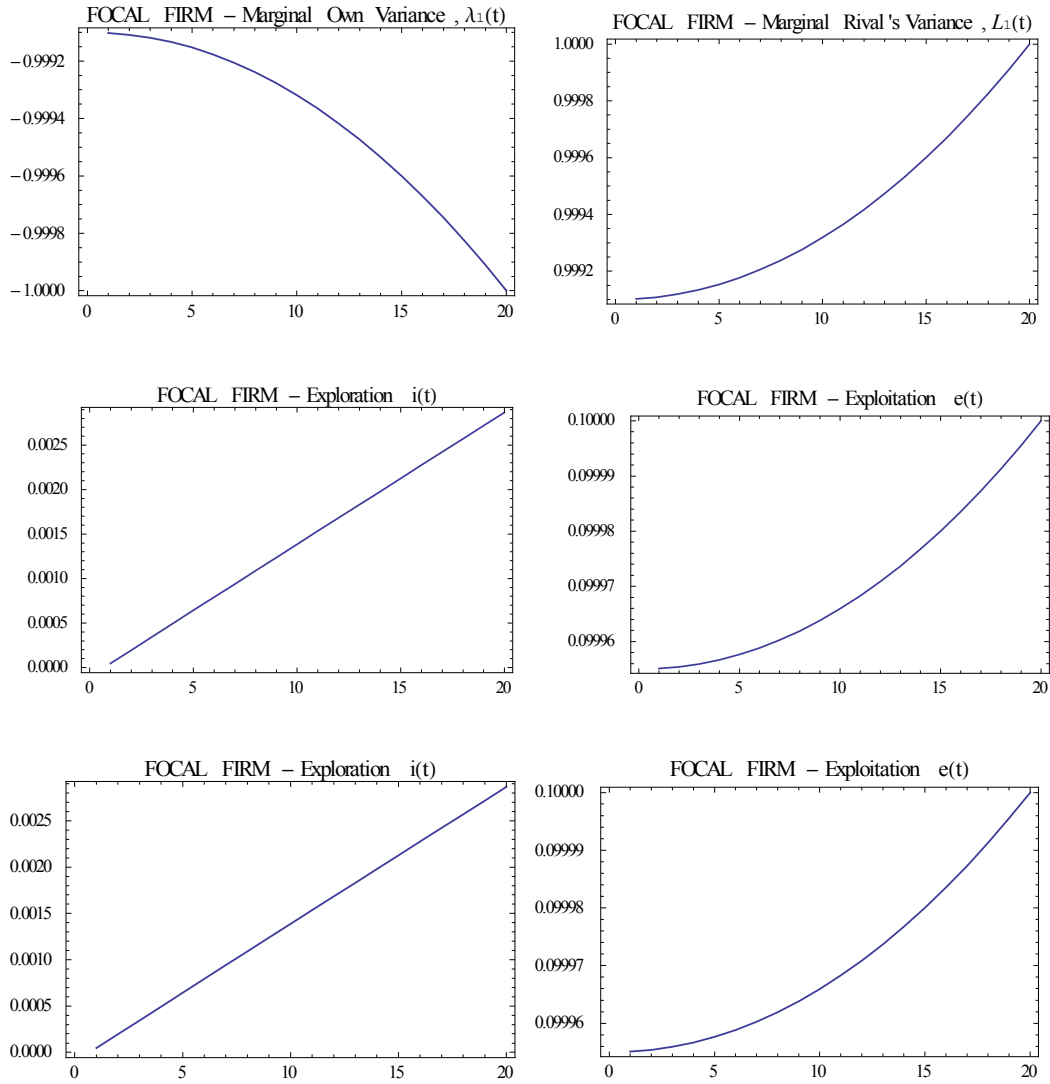 FOCAL FIRM – Marginal Own Variance , λ1(t)
–0.9992
–0.9994
–0.9996
–0.9998
–1.0000
0 5 10 15 20
FOCAL FIRM – Marginal Rival 's Variance , L1(t)
1.0000
0.9998
0.9996
0.9994
0.9992
0 5 10 15 20
FOCAL FIRM – Exploration i(t)
0.0025
0.0020
0.0015
0.0010
0.0005
0.0000
0 5 10 15 20
FOCAL FIRM – Exploitation e(t)
0.10000
0.09999
0.09998
0.09997
0.09996
0 5 10 15 20
FOCAL FIRM – Exploration i(t)
0.0025
0.0020
0.0015
0.0010
0.0005
0.0000
0 5 10 15 20
FOCAL FIRM – Exploitation e(t)
0.10000
0.09999
0.09998
0.09997
0.09996
0 5 10 15 20